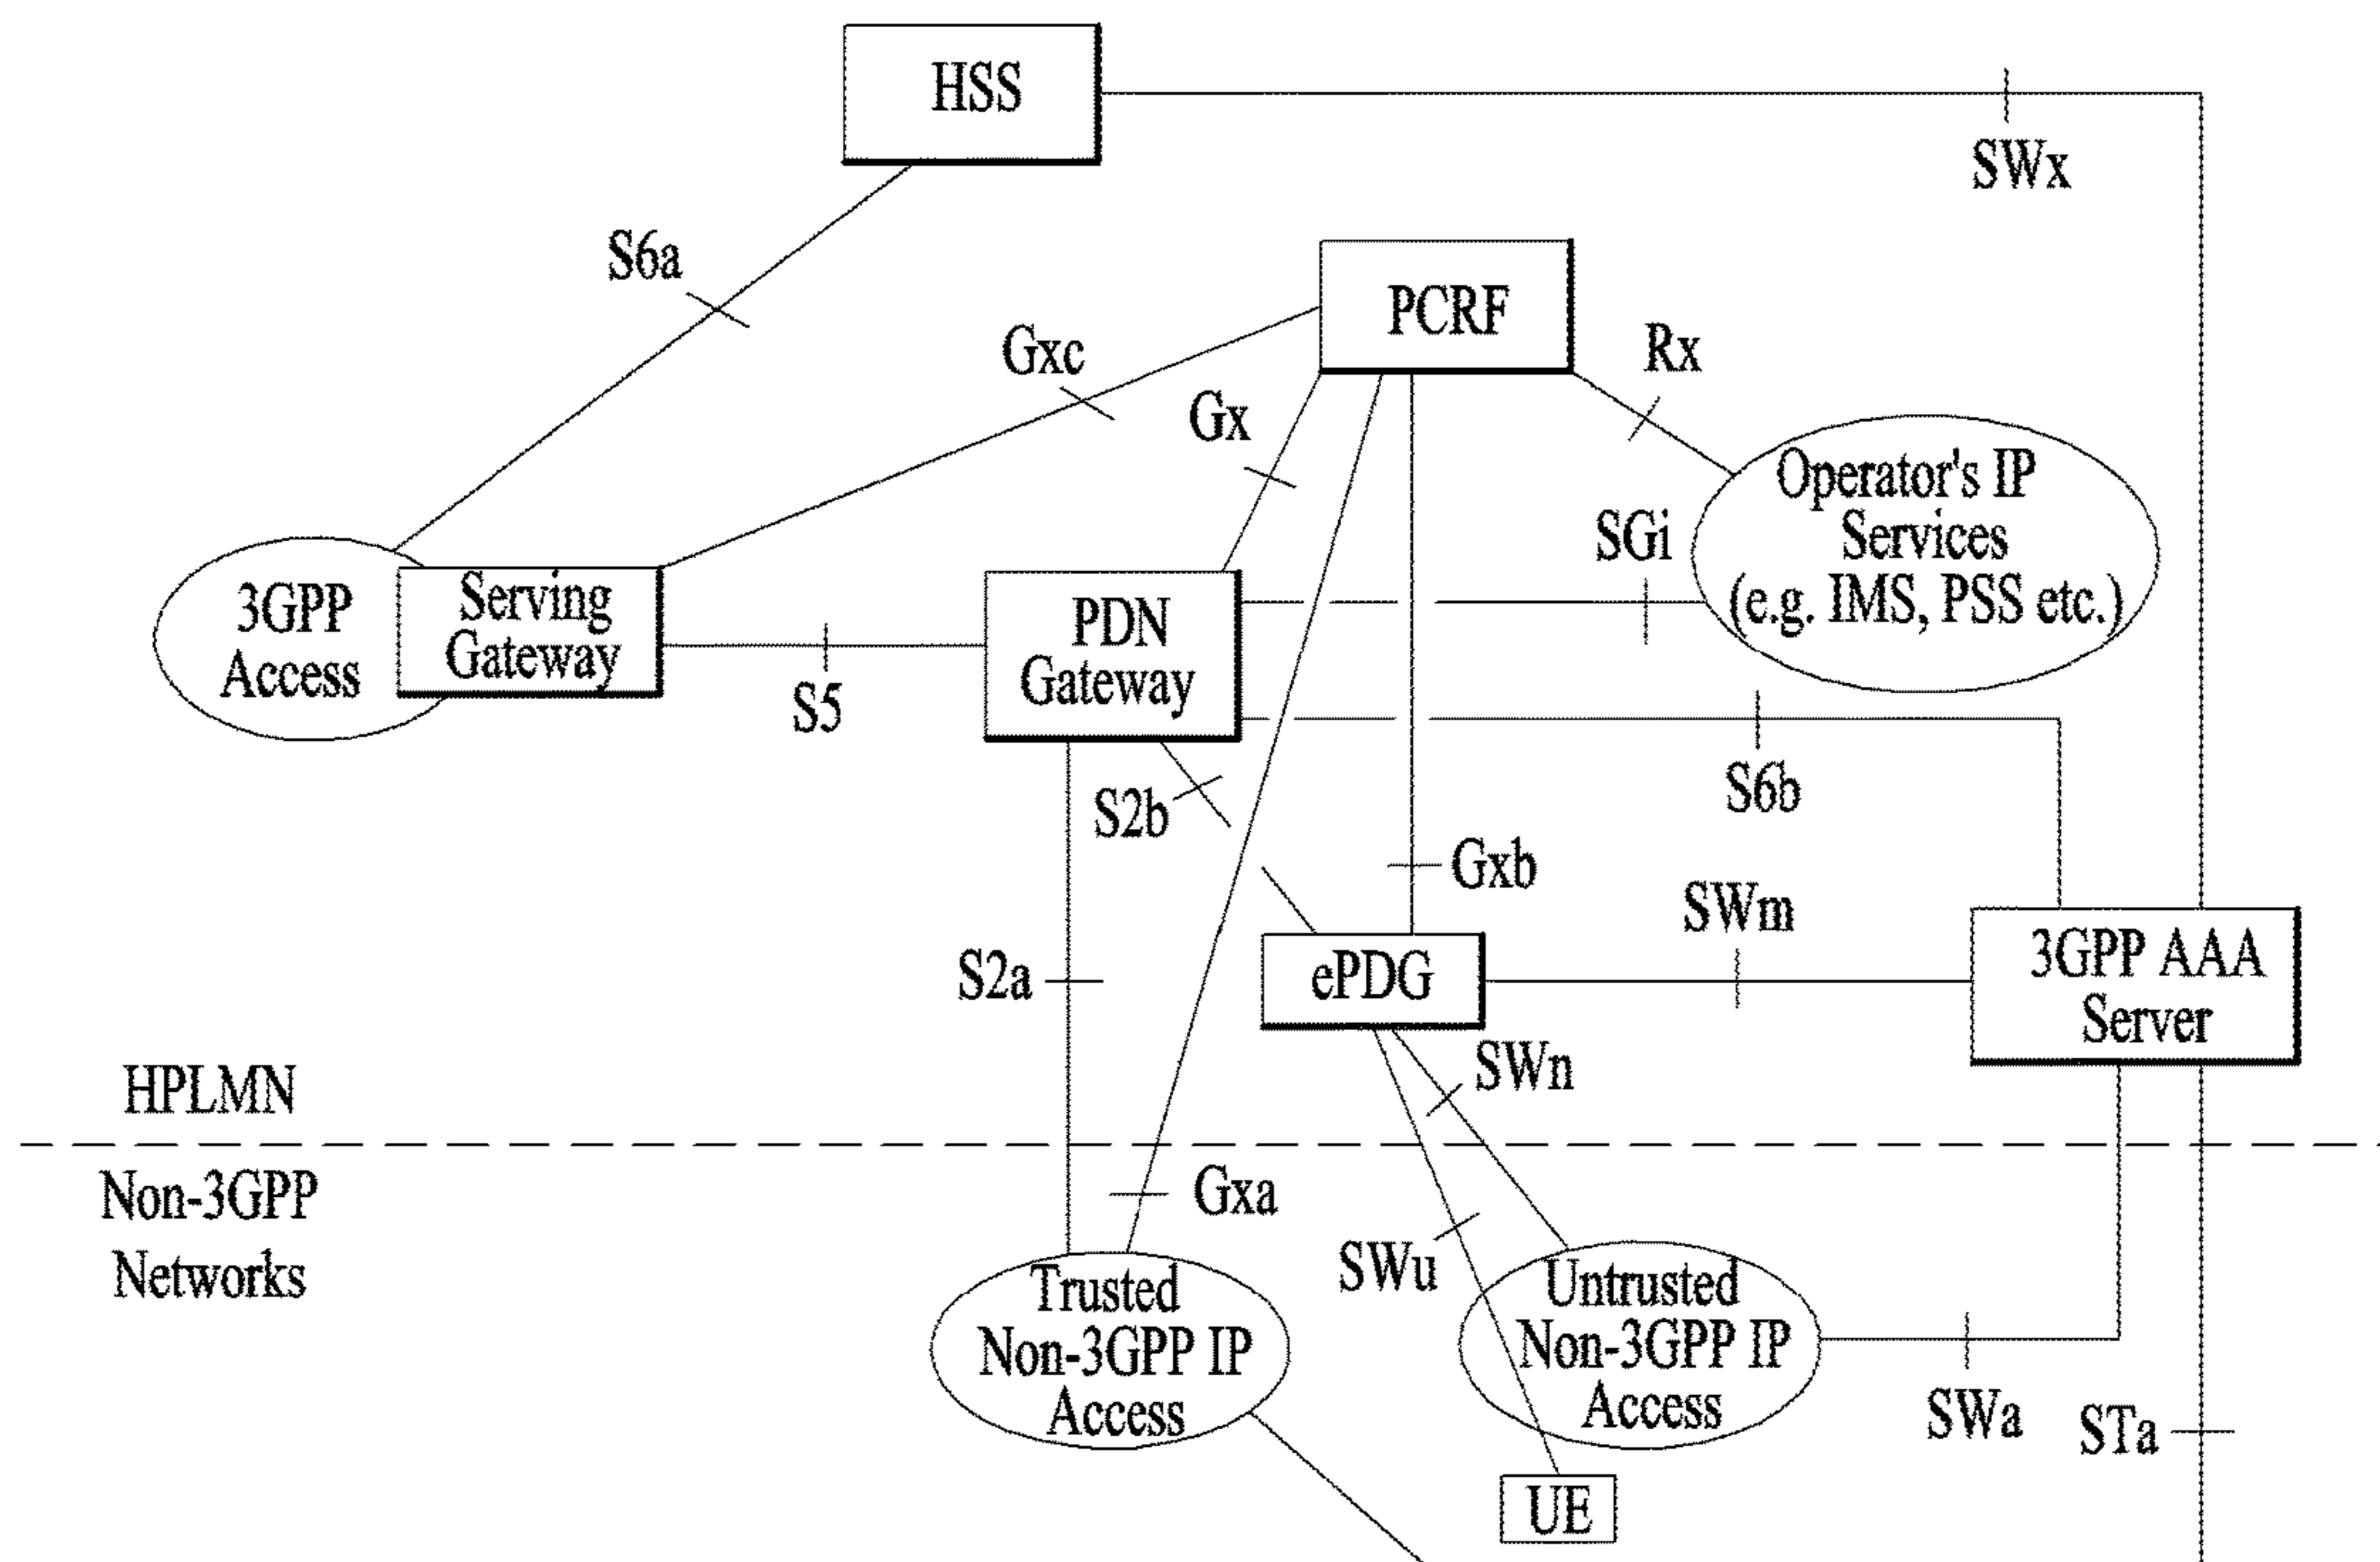 HSS
SWx
S6a
PCRF
Rx
Gxc
Gx
Operator's IP
Services
(e.g. IMS, PSS etc.)
SGi
3GPP
Access
Serving
Gateway
PDN
Gateway
S5
S6b
S2b
Gxb
SWm
S2a
ePDG
3GPP AAA
Server
SWn
HPLMN
Non-3GPP
Networks
Gxa
SWu
Trusted
Non-3GPP IP
Access
Untrusted
Non-3GPP IP
Access
SWa
STa
UE